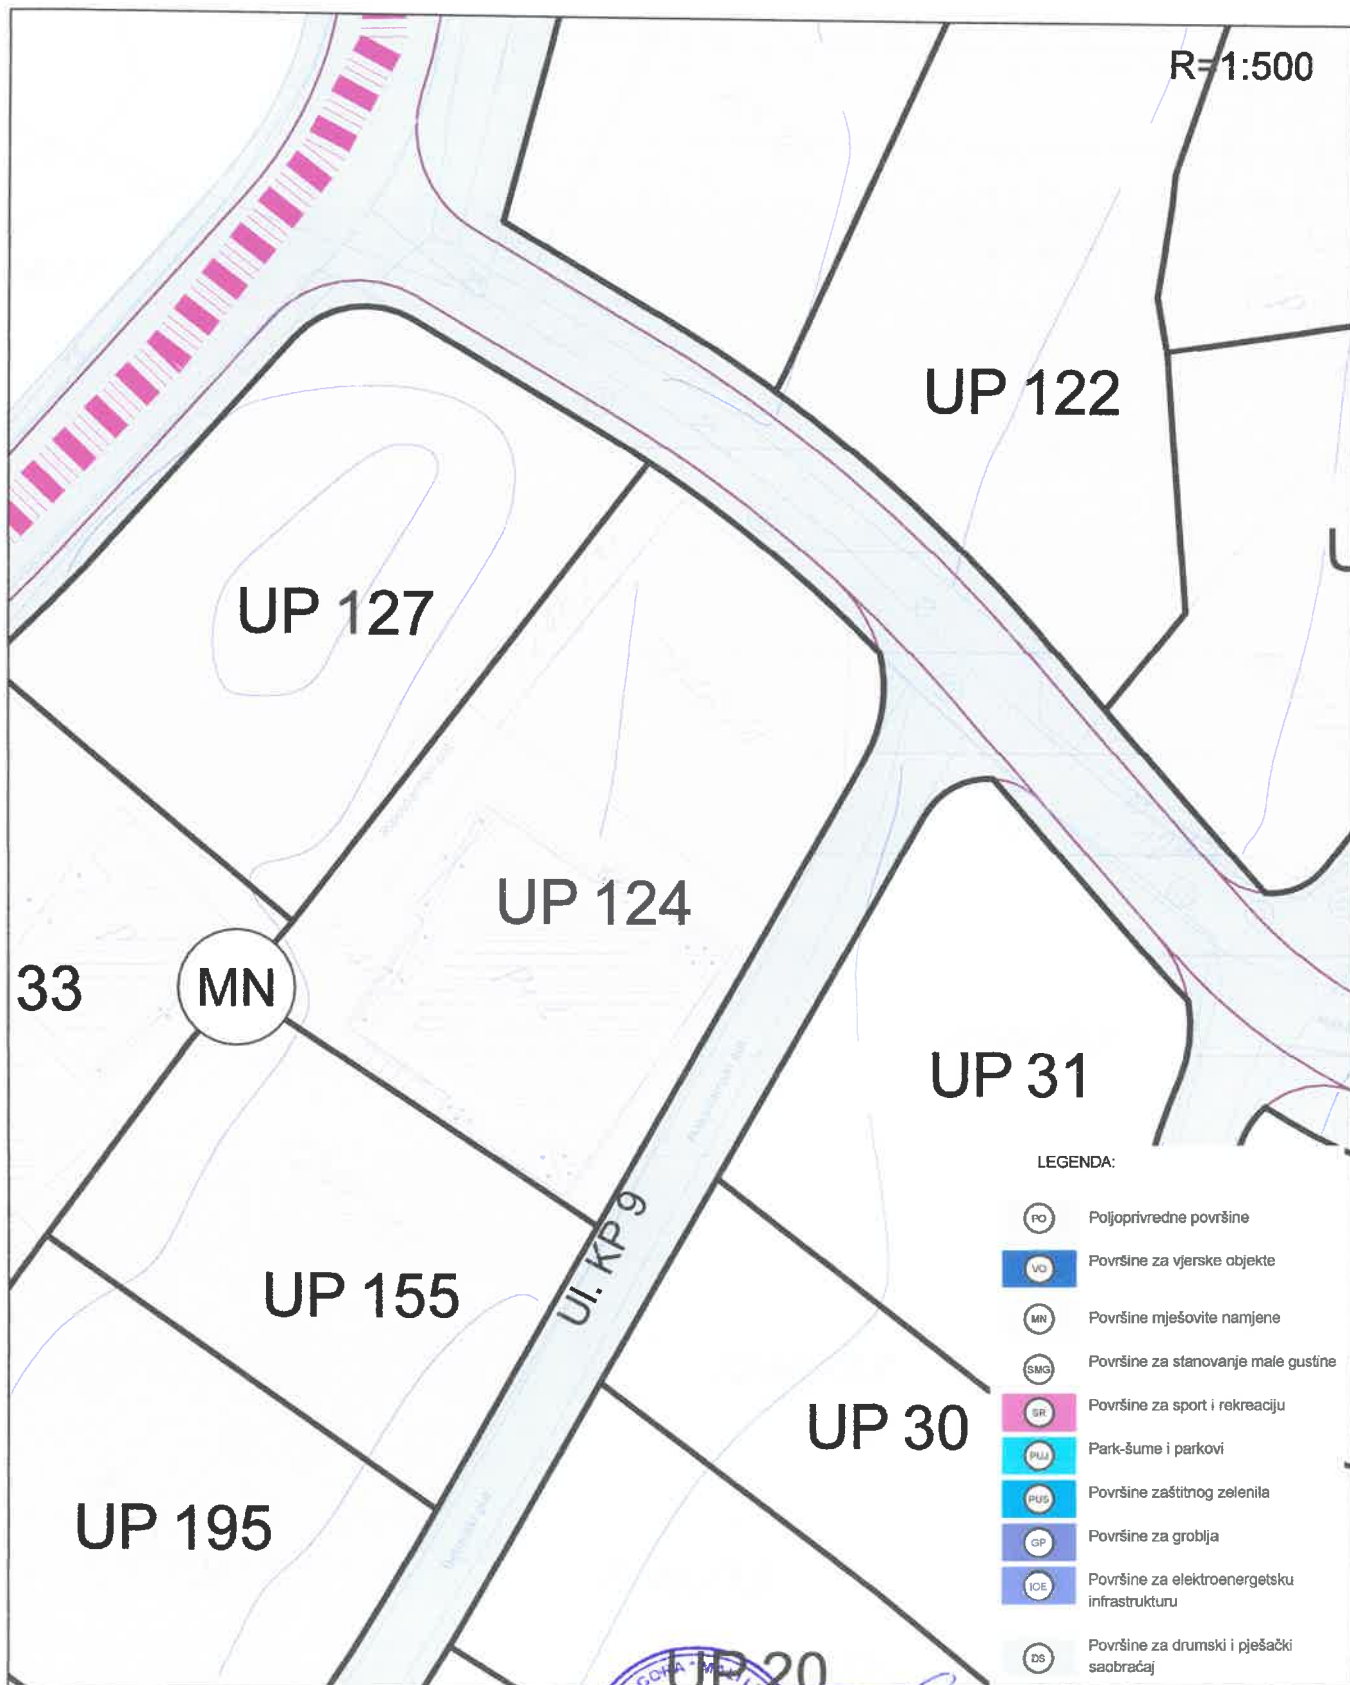 R=1:500
UP 122
U
UP 127
UP 124
33
MN
UP 31
Ul. KP 9
UP 155
UP 30
UP 195
UP 20
LEGENDA:
PO Poljoprivredne površine
VO Površine za vjerske objekte
MN Površine mješovite namjene
SMG Površine za stanovanje male gustine
SR Površine za sport i rekreaciju
PUJ Park-šume i parkovi
PUS Površine zaštitnog zelenila
GP Površine za groblja
IOE Površine za elektroenergetsku
infrastrukturu
DS Površine za drumski i pješački
saobraćaj